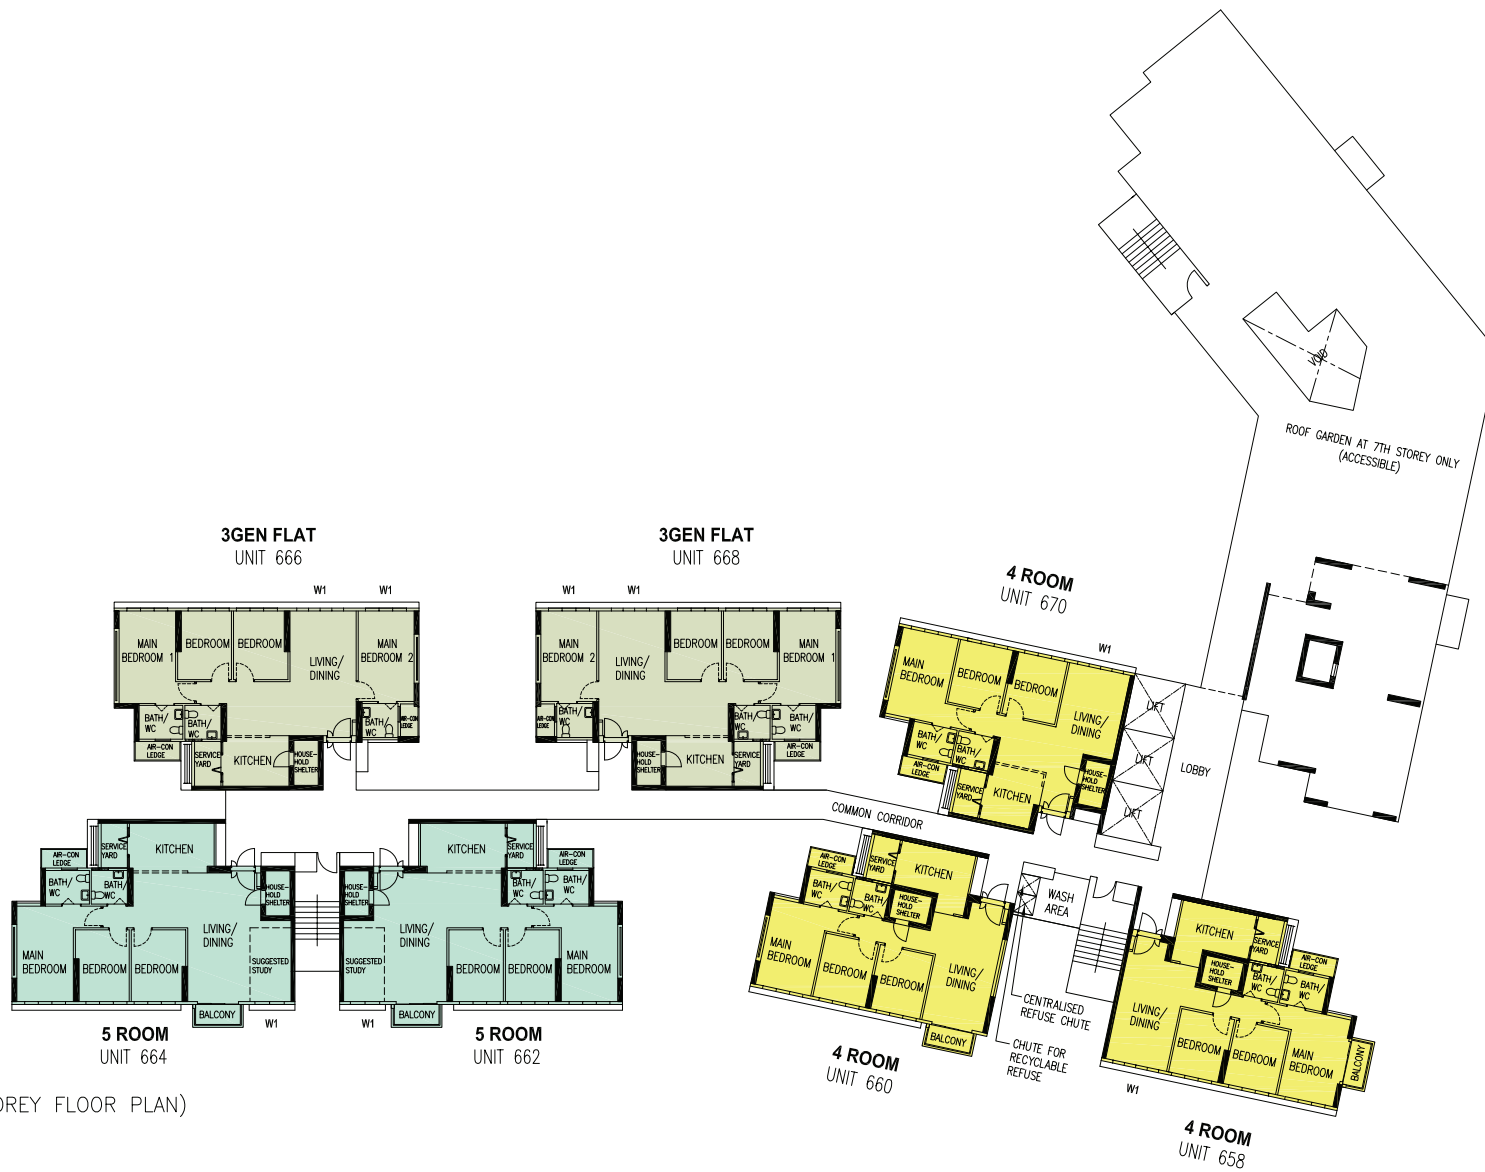 VOID
ROOF GARDEN AT 7TH STOREY ONLY
(ACCESSIBLE)
3GEN FLAT
UNIT 666
W1
W1
MAIN
BEDROOM 1
BEDROOM
BEDROOM
LIVING/
DINING
MAIN
BEDROOM 2
BATH/
WC
BATH/
WC
AIR-CON
LEDGE
SERVICE
YARD
KITCHEN
HOUSE-
HOLD
SHELTER
BATH/
WC
AIR-CON
LEDGE
3GEN FLAT
UNIT 668
W1
W1
MAIN
BEDROOM 2
LIVING/
DINING
BEDROOM
BEDROOM
MAIN
BEDROOM 1
AIR-CON
LEDGE
BATH/
WC
HOUSE-
HOLD
SHELTER
KITCHEN
SERVICE
YARD
BATH/
WC
BATH/
WC
AIR-CON
LEDGE
4 ROOM
UNIT 670
W1
MAIN
BEDROOM
BEDROOM
BEDROOM
LIVING/
DINING
BATH/
WC
BATH/
WC
AIR-CON
LEDGE
SERVICE
YARD
KITCHEN
HOUSE-
HOLD
SHELTER
LIFT
LIFT
LIFT
LOBBY
COMMON CORRIDOR
AIR-CON
LEDGE
SERVICE
YARD
KITCHEN
BATH/
WC
BATH/
WC
HOUSE-
HOLD
SHELTER
MAIN
BEDROOM
BEDROOM
BEDROOM
LIVING/
DINING
SUGGESTED
STUDY
BALCONY
W1
5 ROOM
UNIT 664
KITCHEN
SERVICE
YARD
AIR-CON
LEDGE
HOUSE-
HOLD
SHELTER
BATH/
WC
BATH/
WC
LIVING/
DINING
SUGGESTED
STUDY
BEDROOM
BEDROOM
MAIN
BEDROOM
W1
BALCONY
5 ROOM
UNIT 662
AIR-CON
LEDGE
SERVICE
YARD
KITCHEN
BATH/
WC
BATH/
WC
HOUSE-
HOLD
SHELTER
MAIN
BEDROOM
BEDROOM
BEDROOM
LIVING/
DINING
BALCONY
4 ROOM
UNIT 660
WASH
AREA
CENTRALISED
REFUSE CHUTE
CHUTE FOR
RECYCLABLE
REFUSE
KITCHEN
SERVICE
YARD
AIR-CON
LEDGE
HOUSE-
HOLD
SHELTER
BATH/
WC
BATH/
WC
LIVING/
DINING
BEDROOM
BEDROOM
MAIN
BEDROOM
BALCONY
W1
4 ROOM
UNIT 658
OREY FLOOR PLAN)